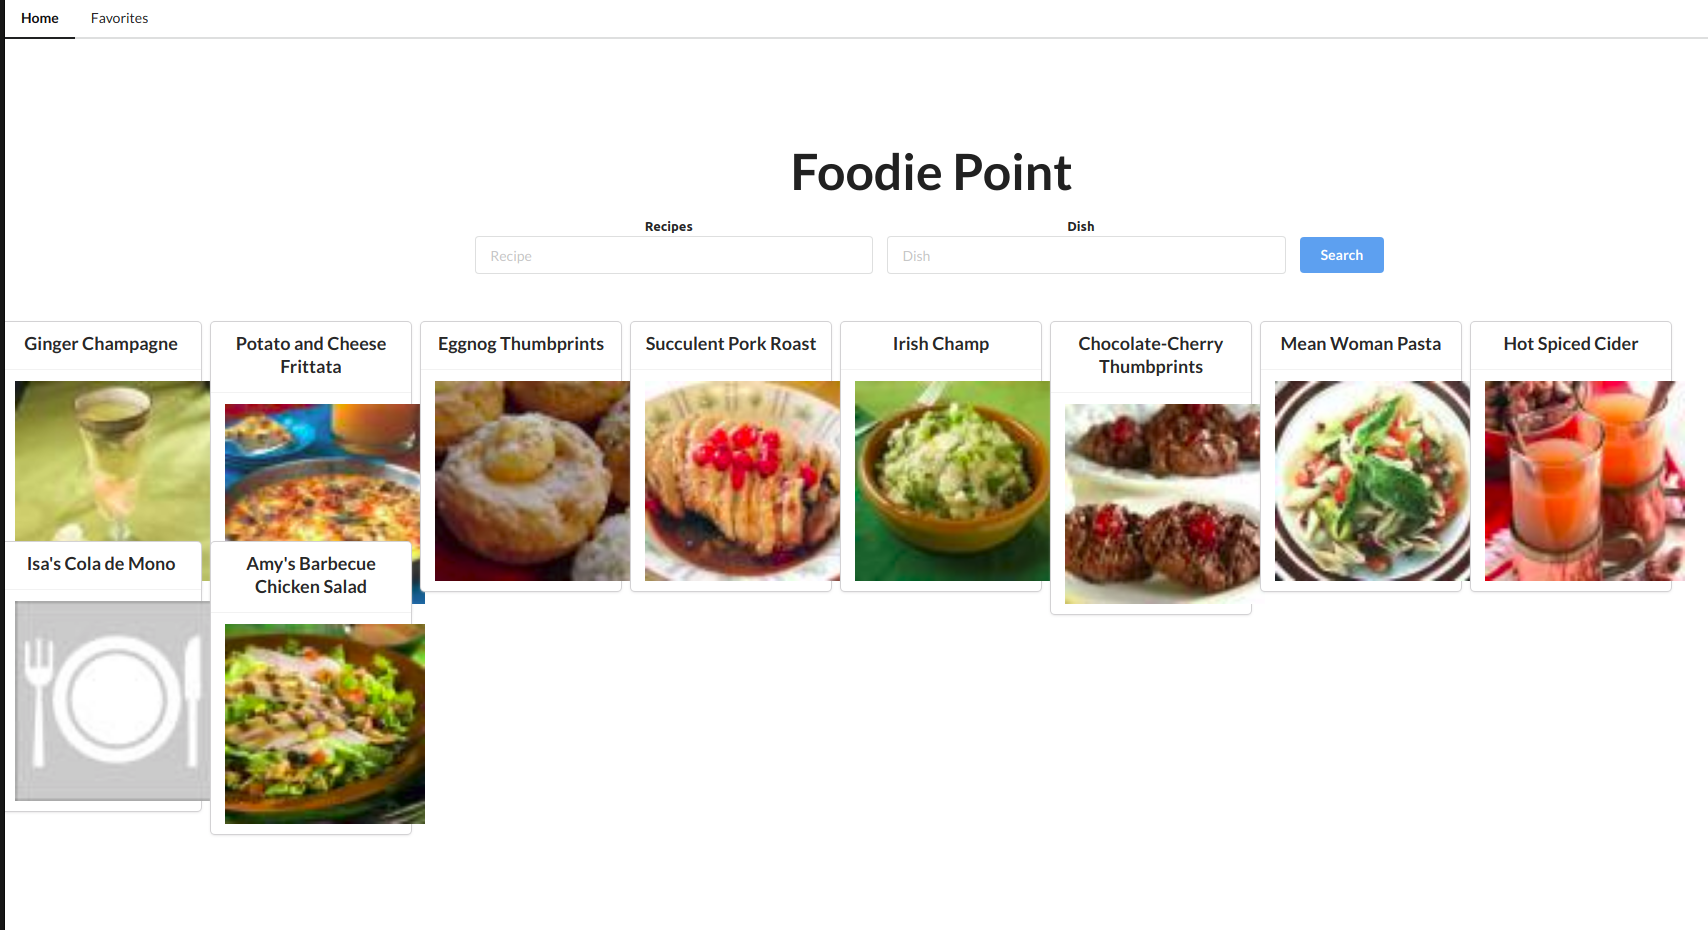 Home
Favorites
Foodie Point
Recipes
Dish
Recipe
Dish
Search
Ginger Champagne
Potato and Cheese
Frittata
Eggnog Thumbprints
Succulent Pork Roast
Irish Champ
Chocolate-Cherry
Thumbprints
Mean Woman Pasta
Hot Spiced Cider
Isa's Cola de Mono
Amy's Barbecue
Chicken Salad